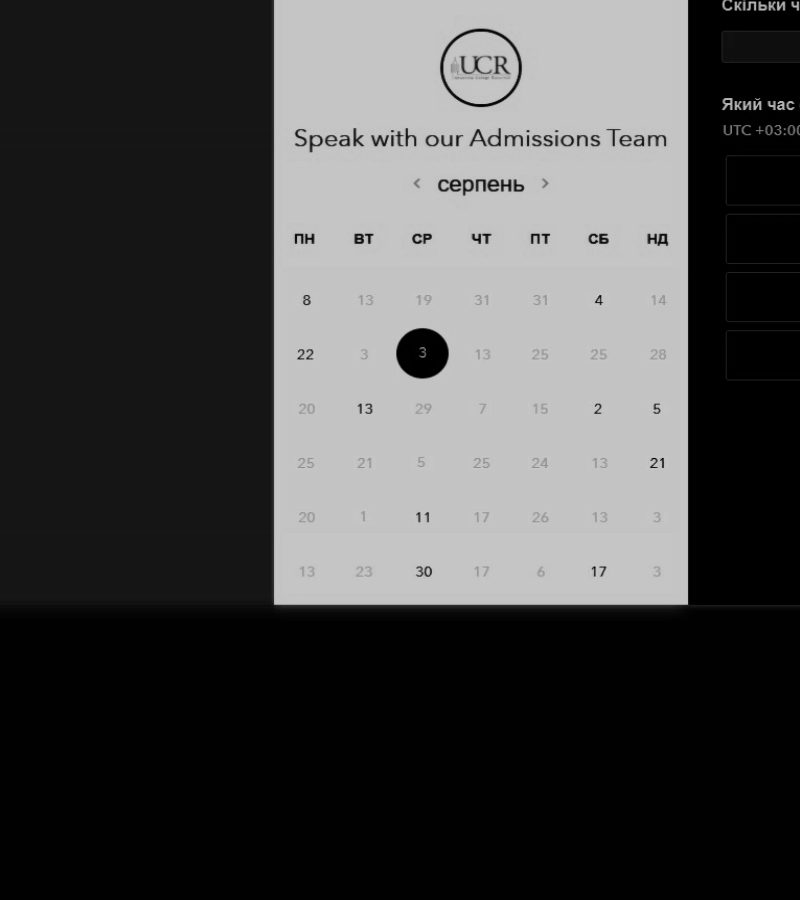 UCR
Speak with our Admissions Team
< серпень >
ПН ВТ СР ЧТ ПТ СБ НД
8 13 19 31 31 4 14
22 3 3 13 25 25 28
20 13 29 7 15 2 5
25 21 5 25 24 13 21
20 1 11 17 26 13 3
13 23 30 17 6 17 3
Скільки ч
Який час
UTC +03:00